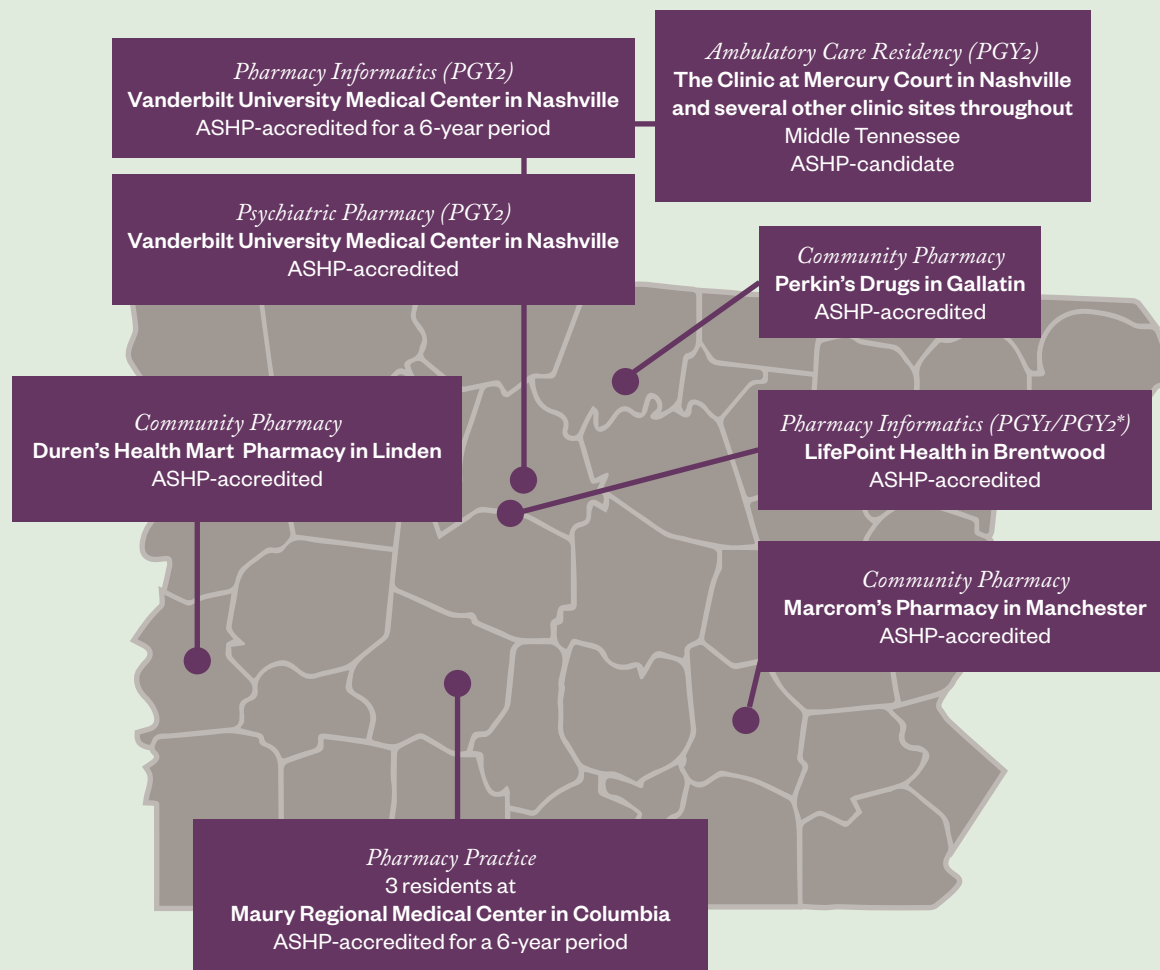 Pharmacy Informatics (PGY2)
Vanderbilt University Medical Center in Nashville
ASHP-accredited for a 6-year period
Ambulatory Care Residency (PGY2)
The Clinic at Mercury Court in Nashville
and several other clinic sites throughout
Middle Tennessee
ASHP-candidate
Psychiatric Pharmacy (PGY2)
Vanderbilt University Medical Center in Nashville
ASHP-accredited
Community Pharmacy
Perkin's Drugs in Gallatin
ASHP-accredited
Community Pharmacy
Duren's Health Mart Pharmacy in Linden
ASHP-accredited
Pharmacy Informatics (PGY1/PGY2*)
LifePoint Health in Brentwood
ASHP-accredited
Community Pharmacy
Marcrom's Pharmacy in Manchester
ASHP-accredited
Pharmacy Practice
3 residents at
Maury Regional Medical Center in Columbia
ASHP-accredited for a 6-year period